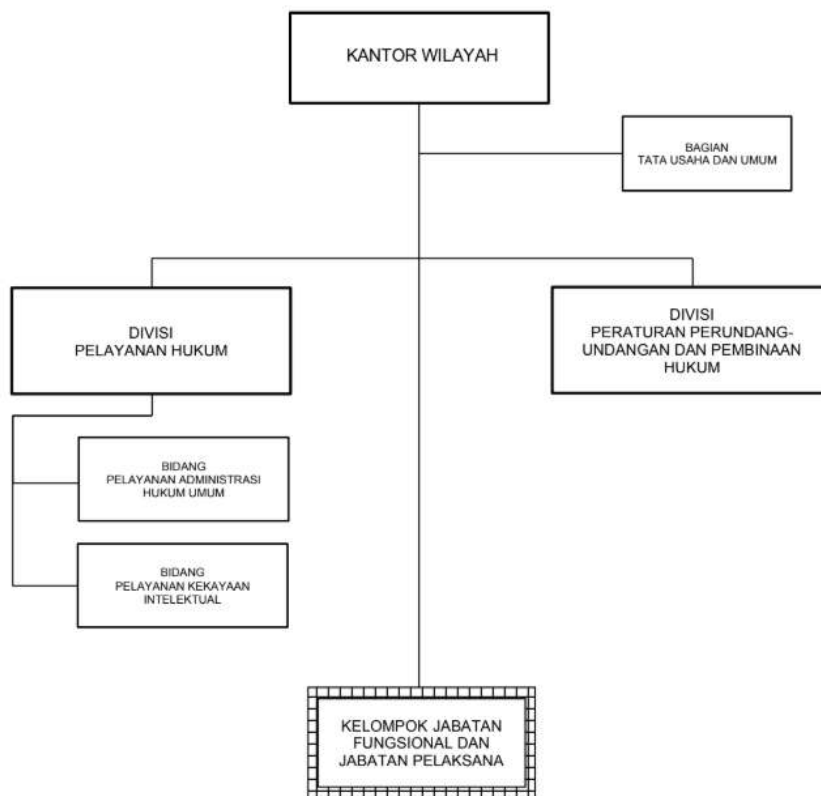 KANTOR WILAYAH
BAGIAN
TATA USAHA DAN UMUM
DIVISI
PELAYANAN HUKUM
DIVISI
PERATURAN PERUNDANG-
UNDANGAN DAN PEMBINAAN
HUKUM
BIDANG
PELAYANAN ADMINISTRASI
HUKUM UMUM
BIDANG
PELAYANAN KEKAYAAN
INTELEKTUAL
KELOMPOK JABATAN
FUNGSIONAL DAN
JABATAN PELAKSANA